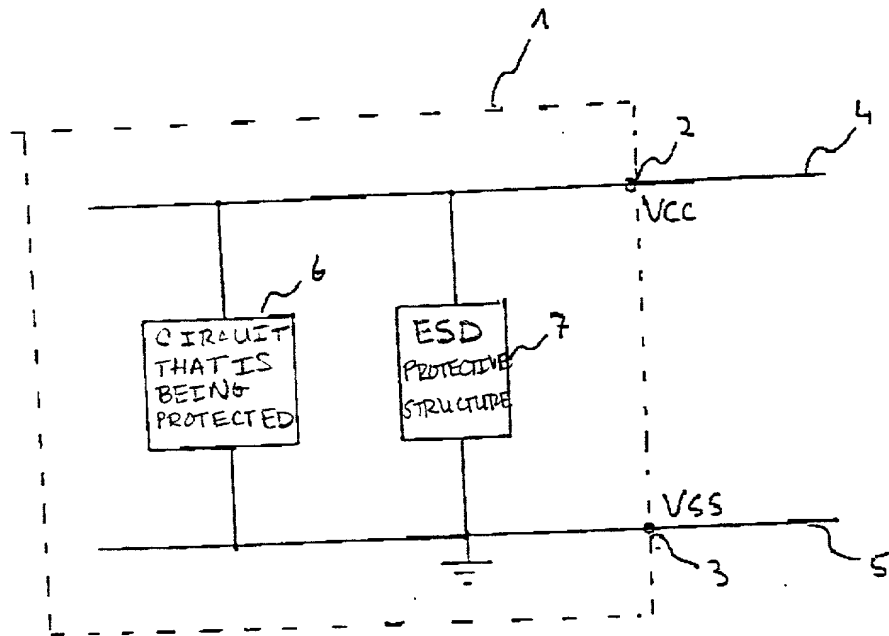 1
2
4
VCC
6
CIRCUIT
THAT IS
BEING
PROTECTED
ESD
PROTECTIVE
STRUCTURE
7
VSS
3
5